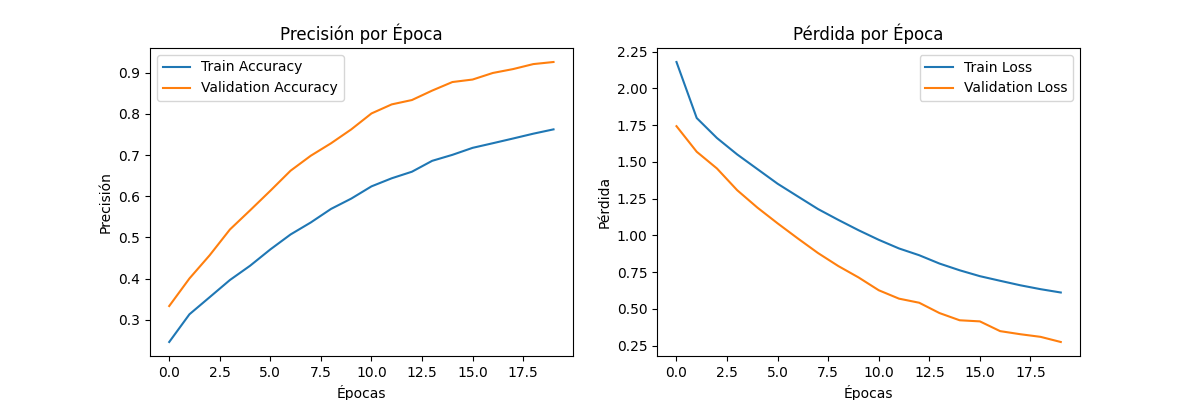 Precisión por Época
Train Accuracy
Validation Accuracy
Precisión
0.9
0.8
0.7
0.6
0.5
0.4
0.3
0.0 2.5 5.0 7.5 10.0 12.5 15.0 17.5
Épocas
Pérdida por Época
Train Loss
Validation Loss
Pérdida
2.25
2.00
1.75
1.50
1.25
1.00
0.75
0.50
0.25
0.0 2.5 5.0 7.5 10.0 12.5 15.0 17.5
Épocas